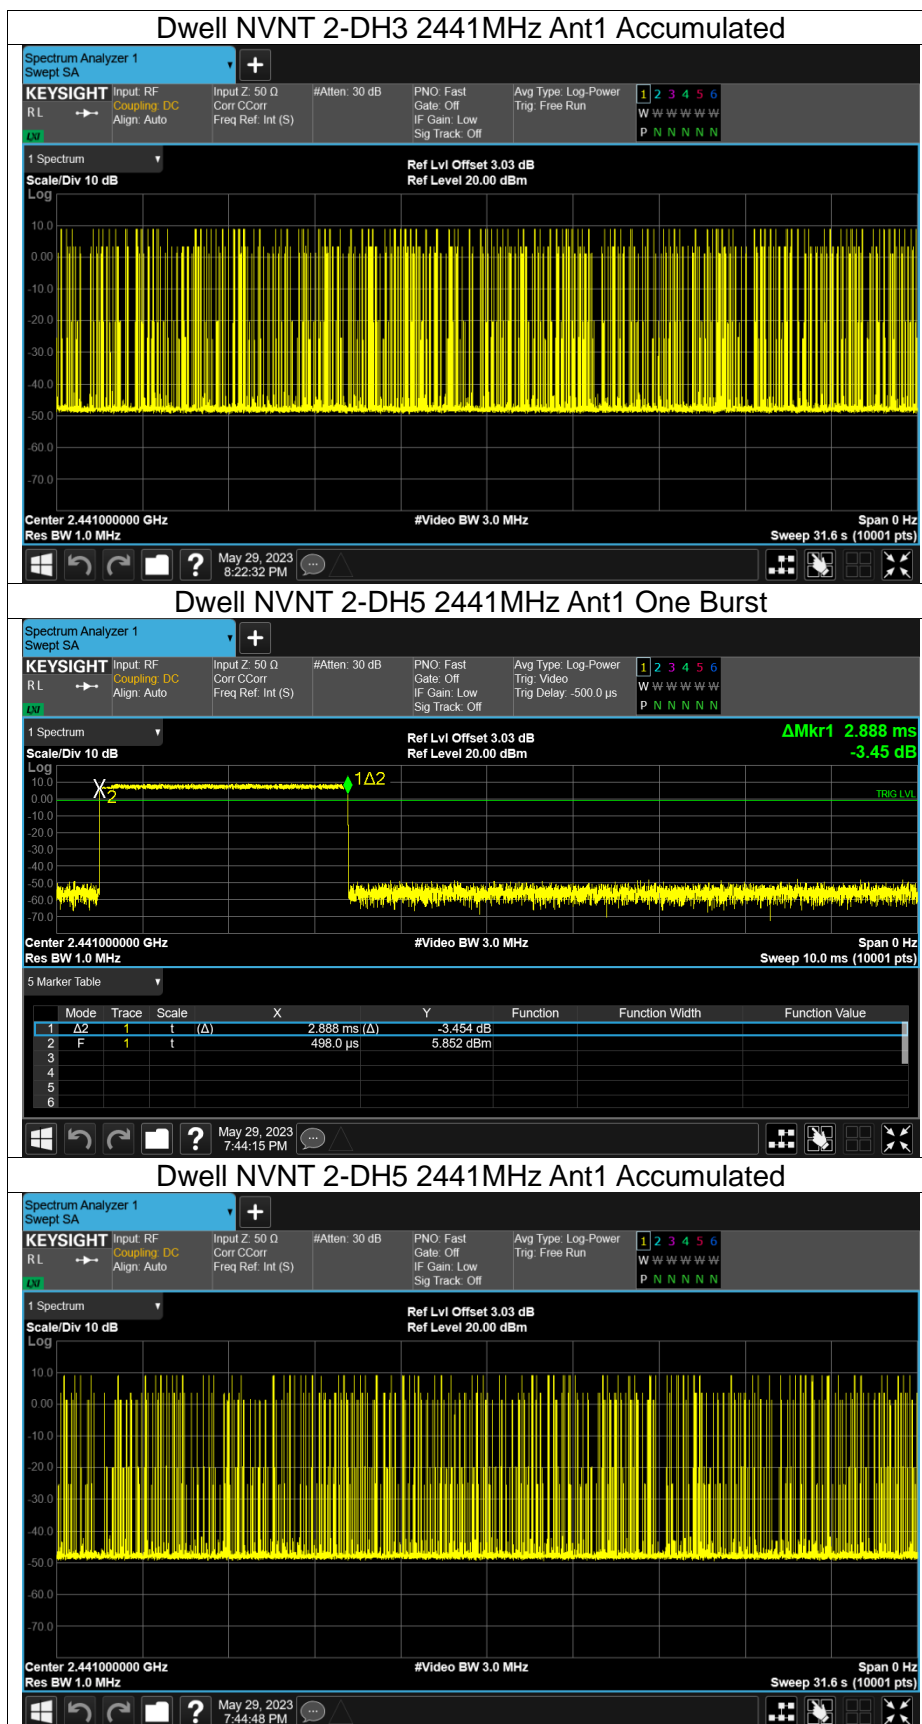 Dwell NVNT 2-DH3 2441MHz Ant1 Accumulated
Spectrum Analyzer 1
Swept SA
+
KEYSIGHT Input: RF Input Z: 50 Ω #Atten: 30 dB PNO: Fast Avg Type: Log-Power 1 2 3 4 5 6
R L Coupling: DC Corr CCorr Gate: Off Trig: Free Run W W W W W W
Align: Auto Freq Ref: Int (S) IF Gain: Low
LXI Sig Track: Off P N N N N N
1 Spectrum
Ref Lvl Offset 3.03 dB
Scale/Div 10 dB Ref Level 20.00 dBm
Log
10.0
0.00
-10.0
-20.0
-30.0
-40.0
-50.0
-60.0
-70.0
Center 2.441000000 GHz #Video BW 3.0 MHz Span 0 Hz
Res BW 1.0 MHz Sweep 31.6 s (10001 pts)
? May 29, 2023
8:22:32 PM
Dwell NVNT 2-DH5 2441MHz Ant1 One Burst
Spectrum Analyzer 1
Swept SA
+
KEYSIGHT Input: RF Input Z: 50 Ω #Atten: 30 dB PNO: Fast Avg Type: Log-Power 1 2 3 4 5 6
R L Coupling: DC Corr CCorr Gate: Off Trig: Video W W W W W W
Align: Auto Freq Ref: Int (S) IF Gain: Low Trig Delay: -500.0 µs
LXI Sig Track: Off P N N N N N
1 Spectrum
Ref Lvl Offset 3.03 dB ΔMkr1 2.888 ms
Scale/Div 10 dB Ref Level 20.00 dBm -3.45 dB
Log
10.0
X2 1Δ2
0.00 TRIG LVL
-10.0
-20.0
-30.0
-40.0
-50.0
-60.0
-70.0
Center 2.441000000 GHz #Video BW 3.0 MHz Span 0 Hz
Res BW 1.0 MHz Sweep 10.0 ms (10001 pts)
5 Marker Table
Mode Trace Scale X Y Function Function Width Function Value
1 Δ2 1 t (Δ) 2.888 ms (Δ) -3.454 dB
2 F 1 t 498.0 µs 5.852 dBm
3
4
5
6
? May 29, 2023
7:44:15 PM
Dwell NVNT 2-DH5 2441MHz Ant1 Accumulated
Spectrum Analyzer 1
Swept SA
+
KEYSIGHT Input: RF Input Z: 50 Ω #Atten: 30 dB PNO: Fast Avg Type: Log-Power 1 2 3 4 5 6
R L Coupling: DC Corr CCorr Gate: Off Trig: Free Run W W W W W W
Align: Auto Freq Ref: Int (S) IF Gain: Low
LXI Sig Track: Off P N N N N N
1 Spectrum
Ref Lvl Offset 3.03 dB
Scale/Div 10 dB Ref Level 20.00 dBm
Log
10.0
0.00
-10.0
-20.0
-30.0
-40.0
-50.0
-60.0
-70.0
Center 2.441000000 GHz #Video BW 3.0 MHz Span 0 Hz
Res BW 1.0 MHz Sweep 31.6 s (10001 pts)
? May 29, 2023
7:44:48 PM